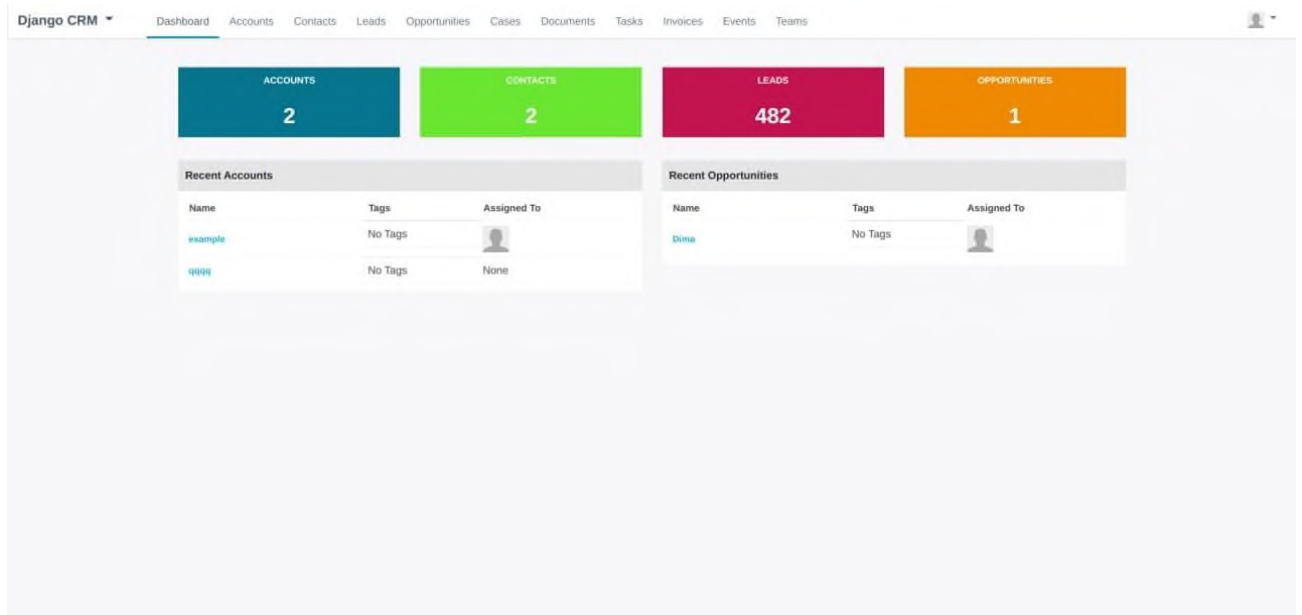 Django CRM Dashboard Accounts Contacts Leads Opportunities Cases Documents Tasks Invoices Events Teams
ACCOUNTS CONTACTS LEADS OPPORTUNITIES
2 2 482 1
Recent Accounts
Name Tags Assigned To
example No Tags
qqqq No Tags None
Recent Opportunities
Name Tags Assigned To
Dima No Tags